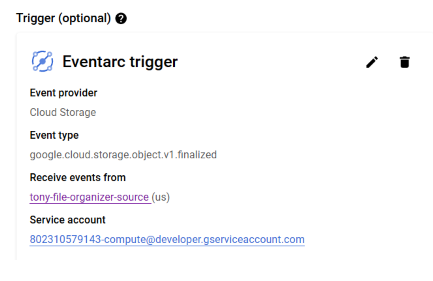 Trigger (optional)
Eventarc trigger
Event provider
Cloud Storage
Event type
google.cloud.storage.object.v1.finalized
Receive events from
tony-file-organizer-source (us)
Service account
802310579143-compute@developer.gserviceaccount.com